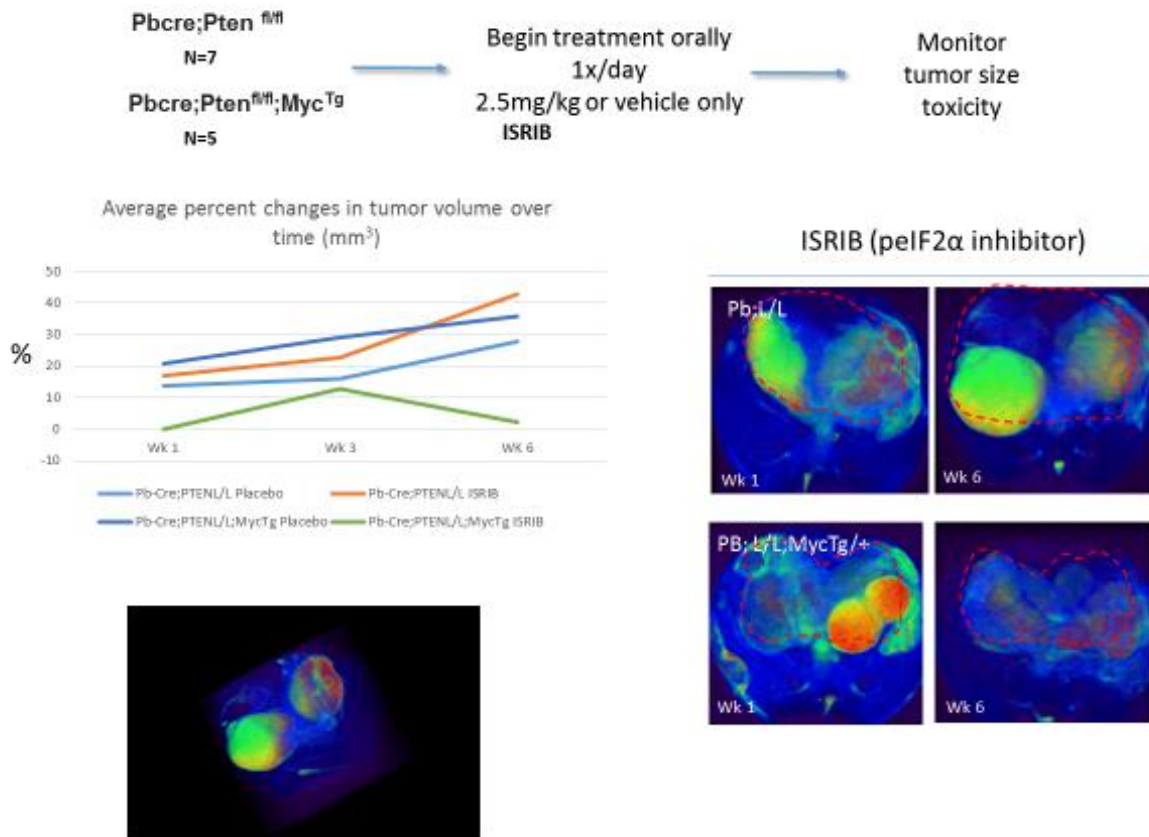 Pbcre;Pten fl/fl
N=7
Pbcre;Ptenfl/fl;MycTg
N=5
Begin treatment orally
1x/day
2.5mg/kg or vehicle only
ISRIB
Monitor
tumor size
toxicity
Average percent changes in tumor volume over
time (mm3)
%
50
40
30
20
10
0
-10
Wk 1
Wk 3
WK 6
Pb-Cre;PTENL/L Placebo
Pb-Cre;PTENL/L ISRIB
Pb-Cre;PTENL/L;MycTg Placebo
Pb-Cre;PTENL/L;MycTg ISRIB
ISRIB (peIF2α inhibitor)
Pb;L/L
Wk 1
Wk 6
PB; L/L;MycTg/+
Wk 1
Wk 6